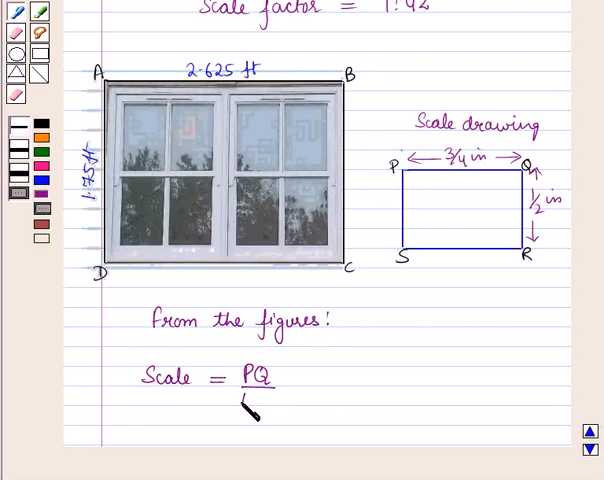 Scale factor = 1:42
A 2.625 ft B
1.75 ft
Scale drawing
P 3/4 in Q
1/2 in
S R
D C
From the figures:
Scale = PQ